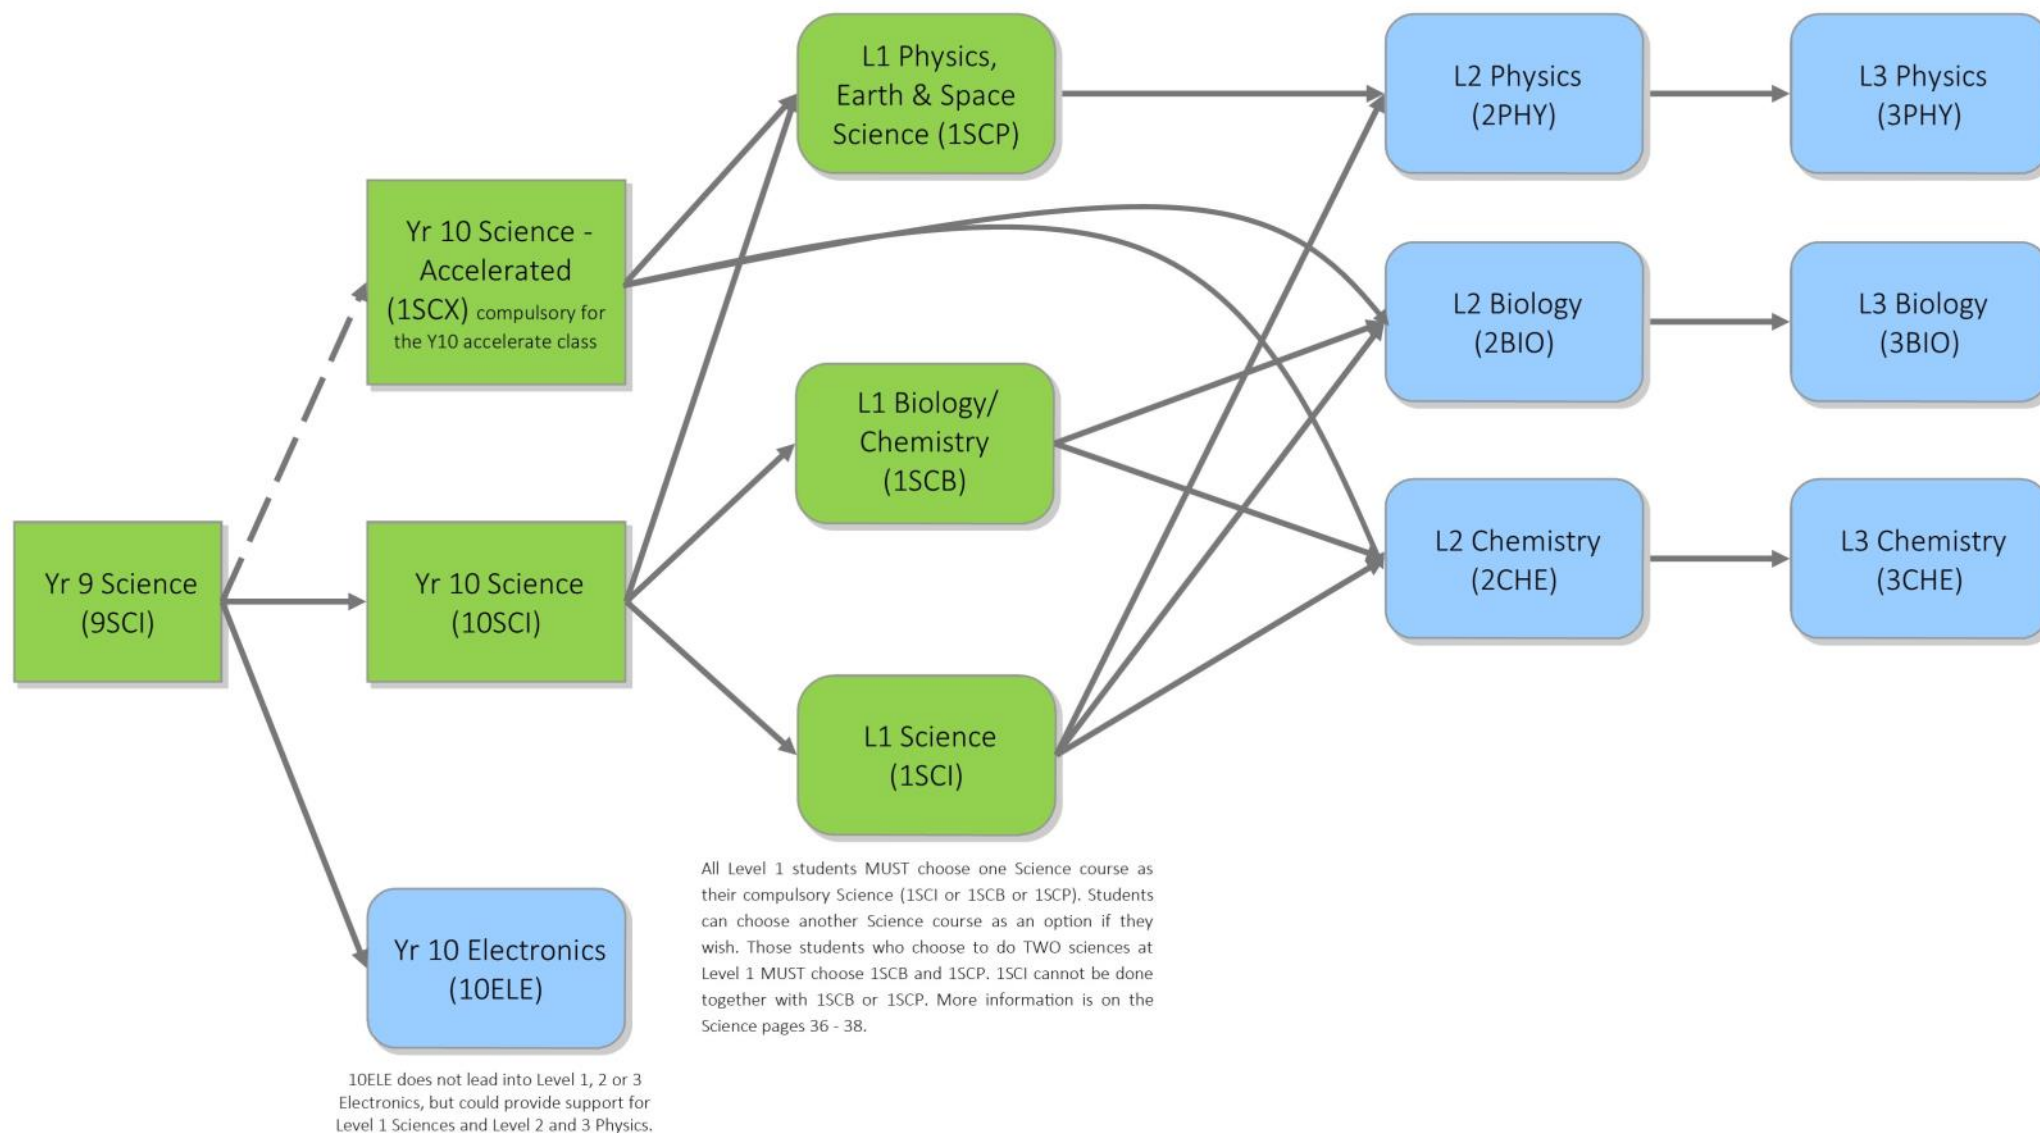 L1 Physics,
Earth & Space
Science (1SCP)
L2 Physics
(2PHY)
L3 Physics
(3PHY)
Yr 10 Science -
Accelerated
(1SCX) compulsory for
the Y10 accelerate class
L2 Biology
(2BIO)
L3 Biology
(3BIO)
L1 Biology/
Chemistry
(1SCB)
L2 Chemistry
(2CHE)
L3 Chemistry
(3CHE)
Yr 9 Science
(9SCI)
Yr 10 Science
(10SCI)
L1 Science
(1SCI)
All Level 1 students MUST choose one Science course as
their compulsory Science (1SCI or 1SCB or 1SCP). Students
can choose another Science course as an option if they
wish. Those students who choose to do TWO sciences at
Level 1 MUST choose 1SCB and 1SCP. 1SCI cannot be done
together with 1SCB or 1SCP. More information is on the
Science pages 36 - 38.
Yr 10 Electronics
(10ELE)
10ELE does not lead into Level 1, 2 or 3
Electronics, but could provide support for
Level 1 Sciences and Level 2 and 3 Physics.